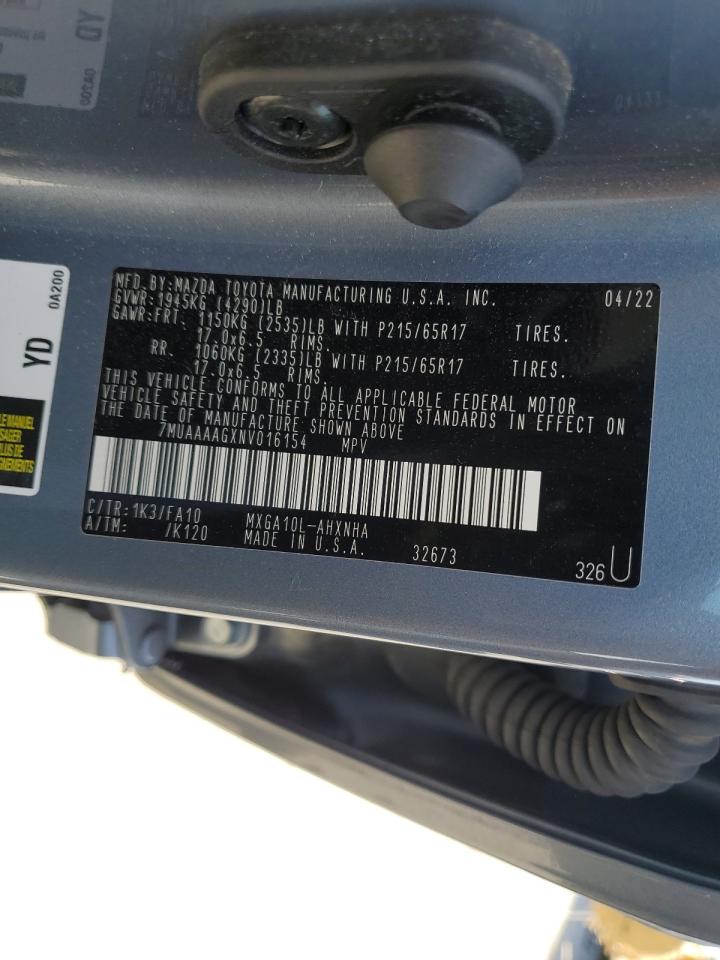 MFD.BY:MAZDA TOYOTA MANUFACTURING U.S.A. INC. 04/22
GVWR:1945KG (4290)LB
GAWR:FRT. 1150KG (2535)LB WITH P215/65R17 TIRES.
17.0x6.5 RIMS.
RR. 1060KG (2335)LB WITH P215/65R17 TIRES.
17.0x6.5 RIMS.
THIS VEHICLE CONFORMS TO ALL APPLICABLE FEDERAL MOTOR
VEHICLE SAFETY AND THEFT PREVENTION STANDARDS IN EFFECT ON
THE DATE OF MANUFACTURE SHOWN ABOVE
7MUAAAAGXNV016154 MPV
C/TR:1K3/FA10 MXGA10L-AHXNHA
A/TM: /K120 MADE IN U.S.A. 32673
326 U
YD
0A200